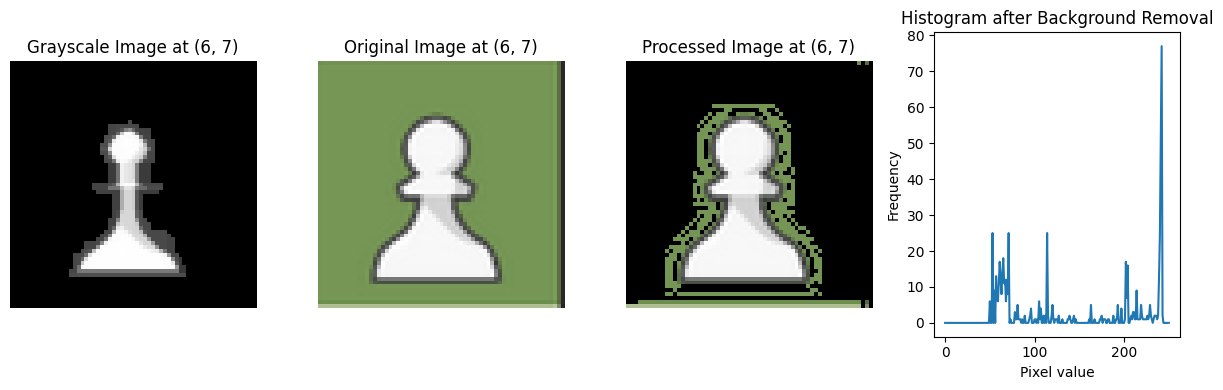 Grayscale Image at (6, 7)
Original Image at (6, 7)
Processed Image at (6, 7)
Histogram after Background Removal
80
70
60
50
40
30
20
10
0
Frequency
0 100 200
Pixel value